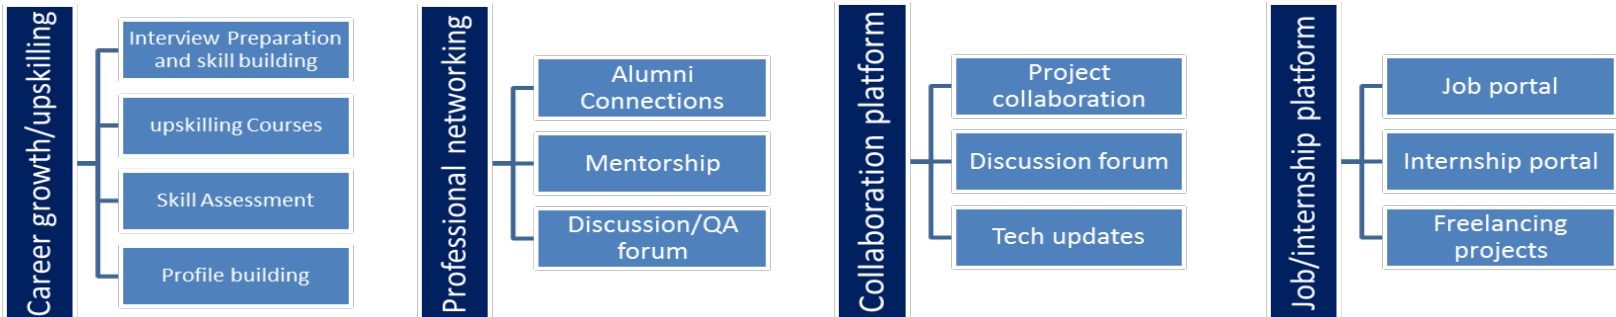 Career growth/upskilling
Interview Preparation
and skill building
upskilling Courses
Skill Assessment
Profile building
Professional networking
Alumni
Connections
Mentorship
Discussion/QA
forum
Collaboration platform
Project
collaboration
Discussion forum
Tech updates
Job/internship platform
Job portal
Internship portal
Freelancing
projects